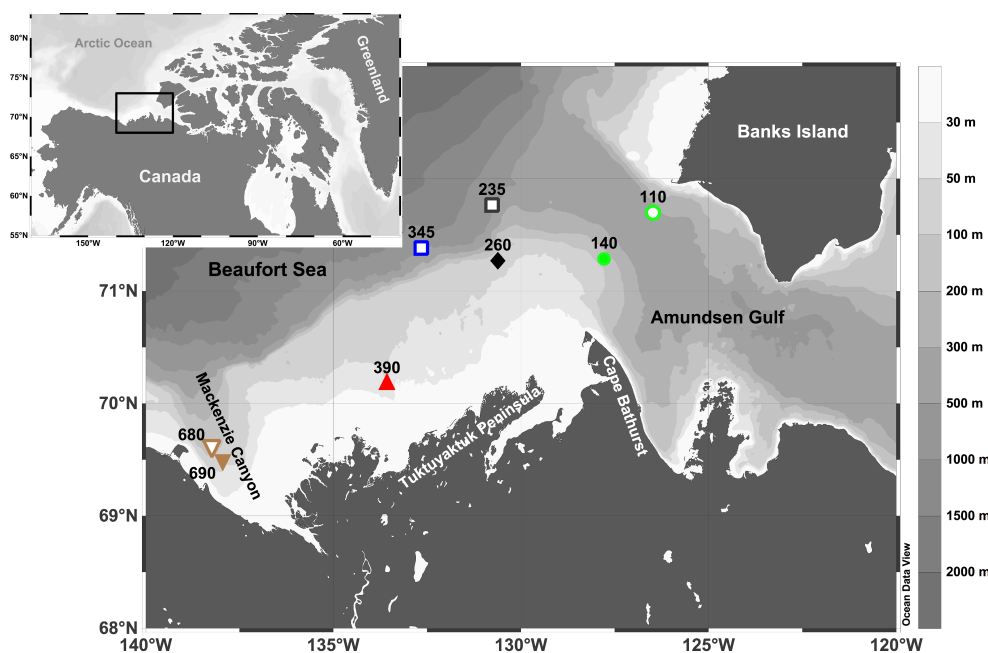 80°N
75°N
70°N
65°N
60°N
55°N
150°W
120°W
90°W
60°W
Arctic Ocean
Greenland
Canada
Banks Island
235
110
345
260
140
Beaufort Sea
71°N
Amundsen Gulf
390
Cape Bathurst
Mackenzie Canyon
70°N
Tuktuyaktuk Peninsula
680
690
69°N
68°N
140°W
135°W
130°W
125°W
120°W
30 m
50 m
100 m
200 m
300 m
500 m
1000 m
1500 m
2000 m
Ocean Data View